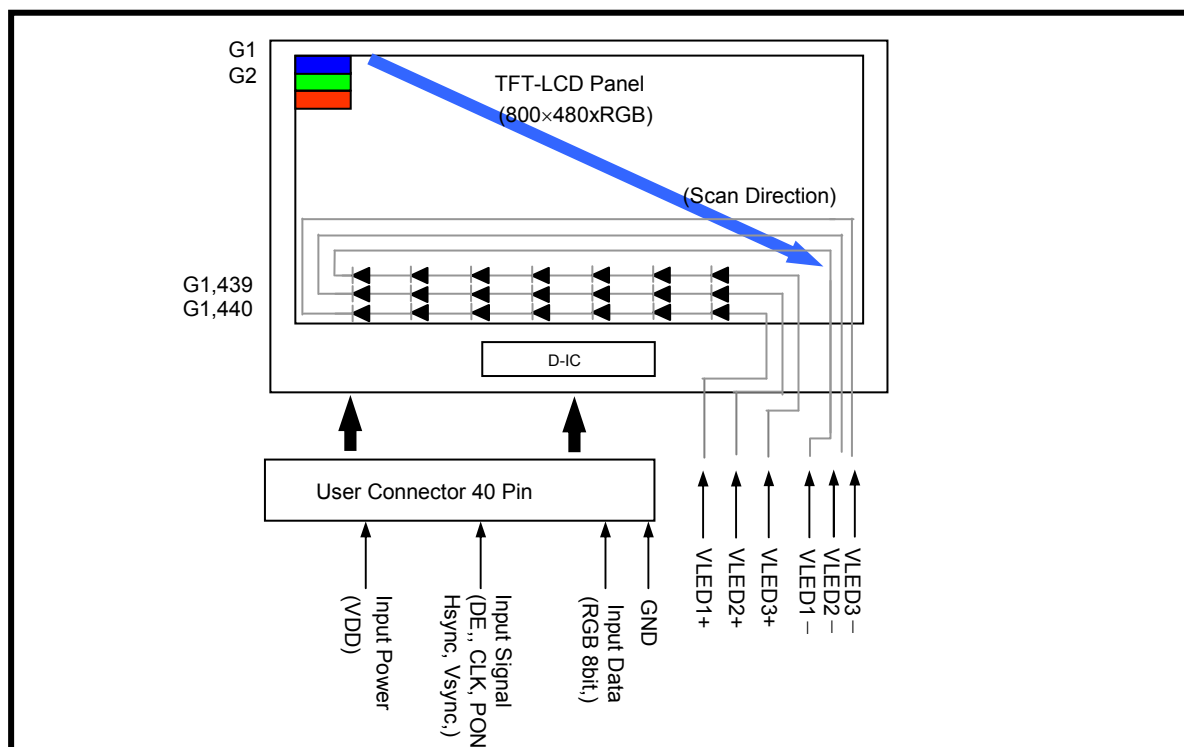 G1
G2
TFT-LCD Panel
(800×480xRGB)
(Scan Direction)
G1,439
G1,440
D-IC
User Connector 40 Pin
Input Power
(VDD)
Input Signal
(DE,, CLK, PON
Hsync, Vsync,)
Input Data
(RGB 8bit,)
GND
VLED1+
VLED2+
VLED3+
VLED1 –
VLED2 –
VLED3 –